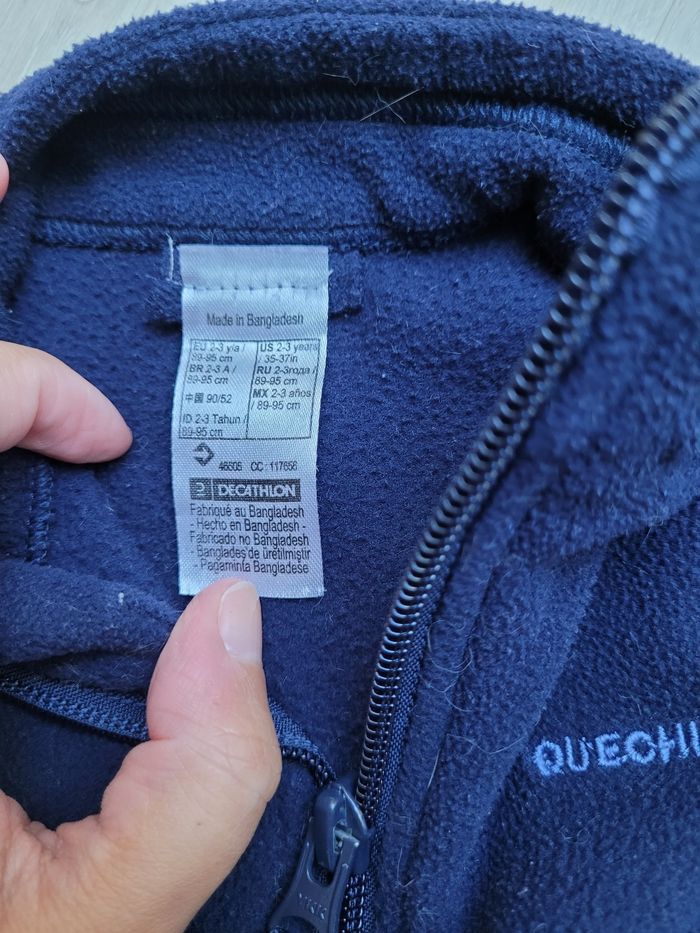 Made in Bangladesh
EU 2-3 y/a /
89-95 cm
BR 2-3 A /
89-95 cm
中国 90/52
ID 2-3 Tahun /
89-95 cm
US 2-3 years
/ 35-37in
RU 2-3года /
89-95 cm
MX 2-3 años
/ 89-95 cm
CC : 117656
DECATHLON
Fabriqué au Bangladesh
- Hecho en Bangladesh -
Fabricado no Bangladesh
- Banglades de üretilmiştir
- Pagaminta Bangladeše
QUECHU
YKK